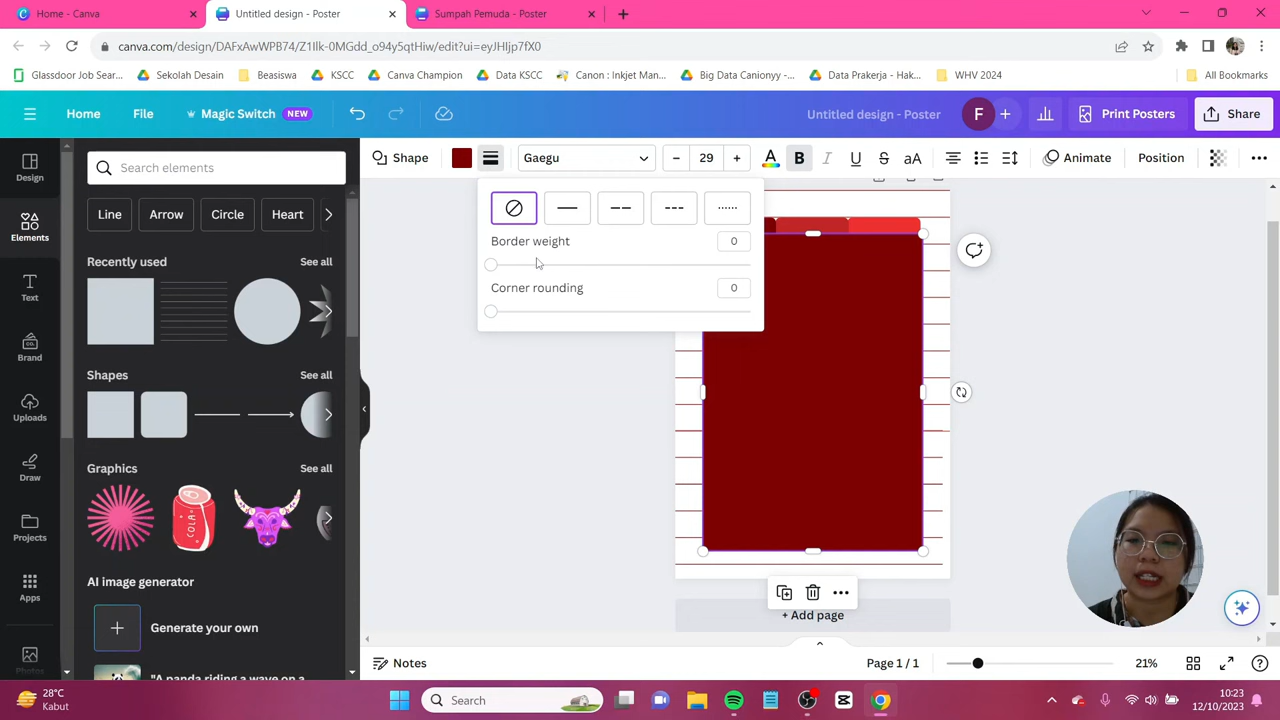 Home - Canva
Untitled design - Poster
Sumpah Pemuda - Poster
canva.com/design/DAFxAwWPB74/Z1Ilk-0MGdd_o94y5qtHiw/edit?ui=eyJHIjp7fX0
Glassdoor Job Sear...
Sekolah Desain
Beasiswa
KSCC
Canva Champion
Data KSCC
Canon : Inkjet Man...
Big Data Canionyy -...
Data Prakerja - Hak...
WHV 2024
All Bookmarks
Home
File
Magic Switch
NEW
Untitled design - Poster
F
Print Posters
Share
Design
Elements
Text
Brand
Uploads
Draw
Projects
Apps
Photos
Search elements
Line
Arrow
Circle
Heart
Recently used
See all
Shapes
See all
Graphics
See all
COLA
AI image generator
Generate your own
"A panda riding a wave on a
Shape
Gaegu
29
A
B
I
U
S
aA
Animate
Position
Border weight
0
Corner rounding
0
+ Add page
Notes
Page 1 / 1
21%
28°C
Kabut
Search
10:23
12/10/2023